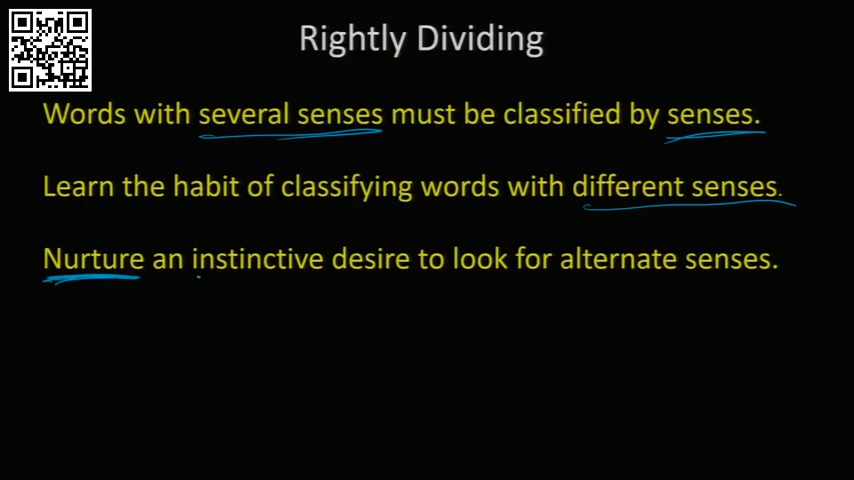 Rightly Dividing
Words with several senses must be classified by senses.
Learn the habit of classifying words with different senses.
Nurture an instinctive desire to look for alternate senses.